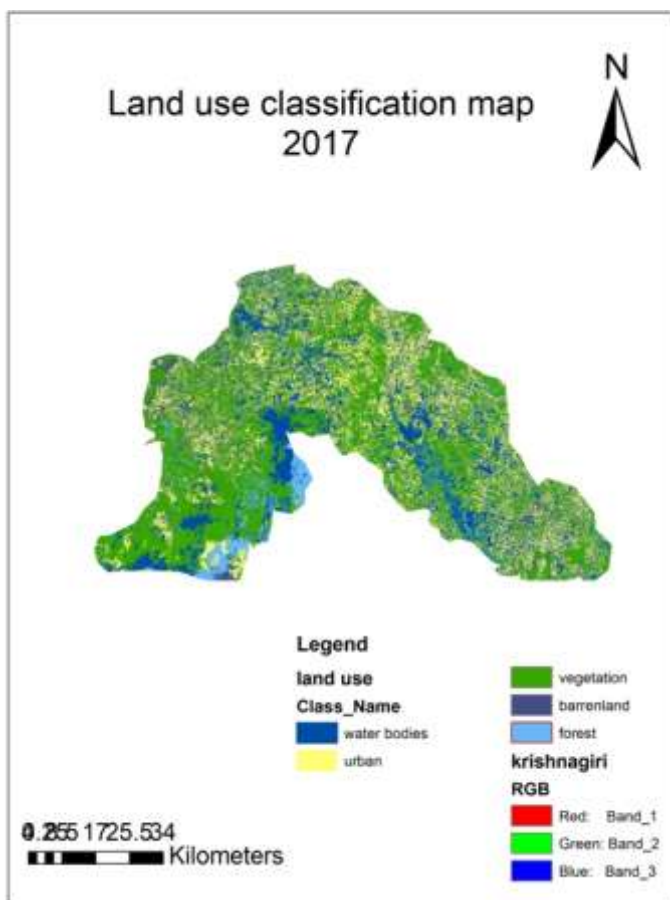 Land use classification map
2017
N
Legend
land use
Class_Name
water bodies
urban
vegetation
barrenland
forest
krishnagiri
RGB
Red: Band_1
Green: Band_2
Blue: Band_3
Kilometers